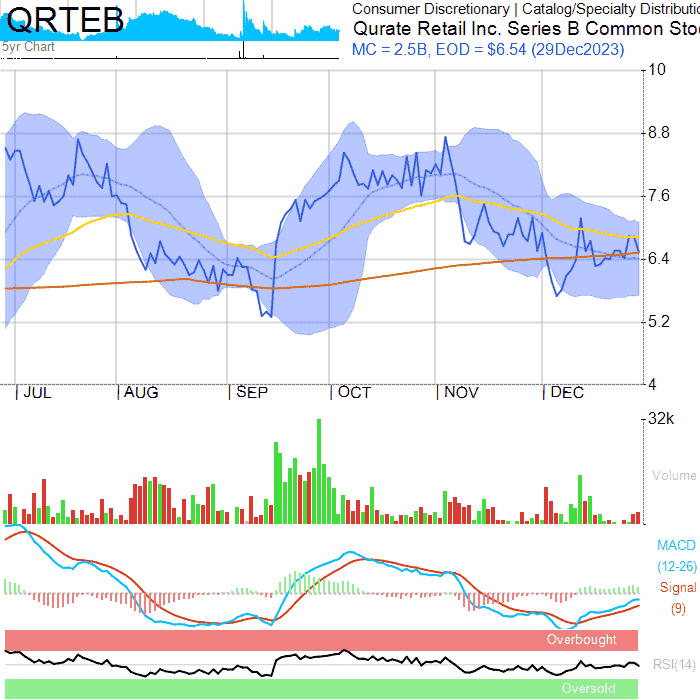 QRTEB
5yr Chart
Consumer Discretionary | Catalog/Specialty Distributio
Qurate Retail Inc. Series B Common Sto
MC = 2.5B, EOD = $6.54 (29Dec2023)
10
8.8
7.6
6.4
5.2
4
JUL AUG SEP OCT NOV DEC
32k
Volume
MACD
(12-26)
Signal
(9)
Overbought
RSI(14)
Oversold